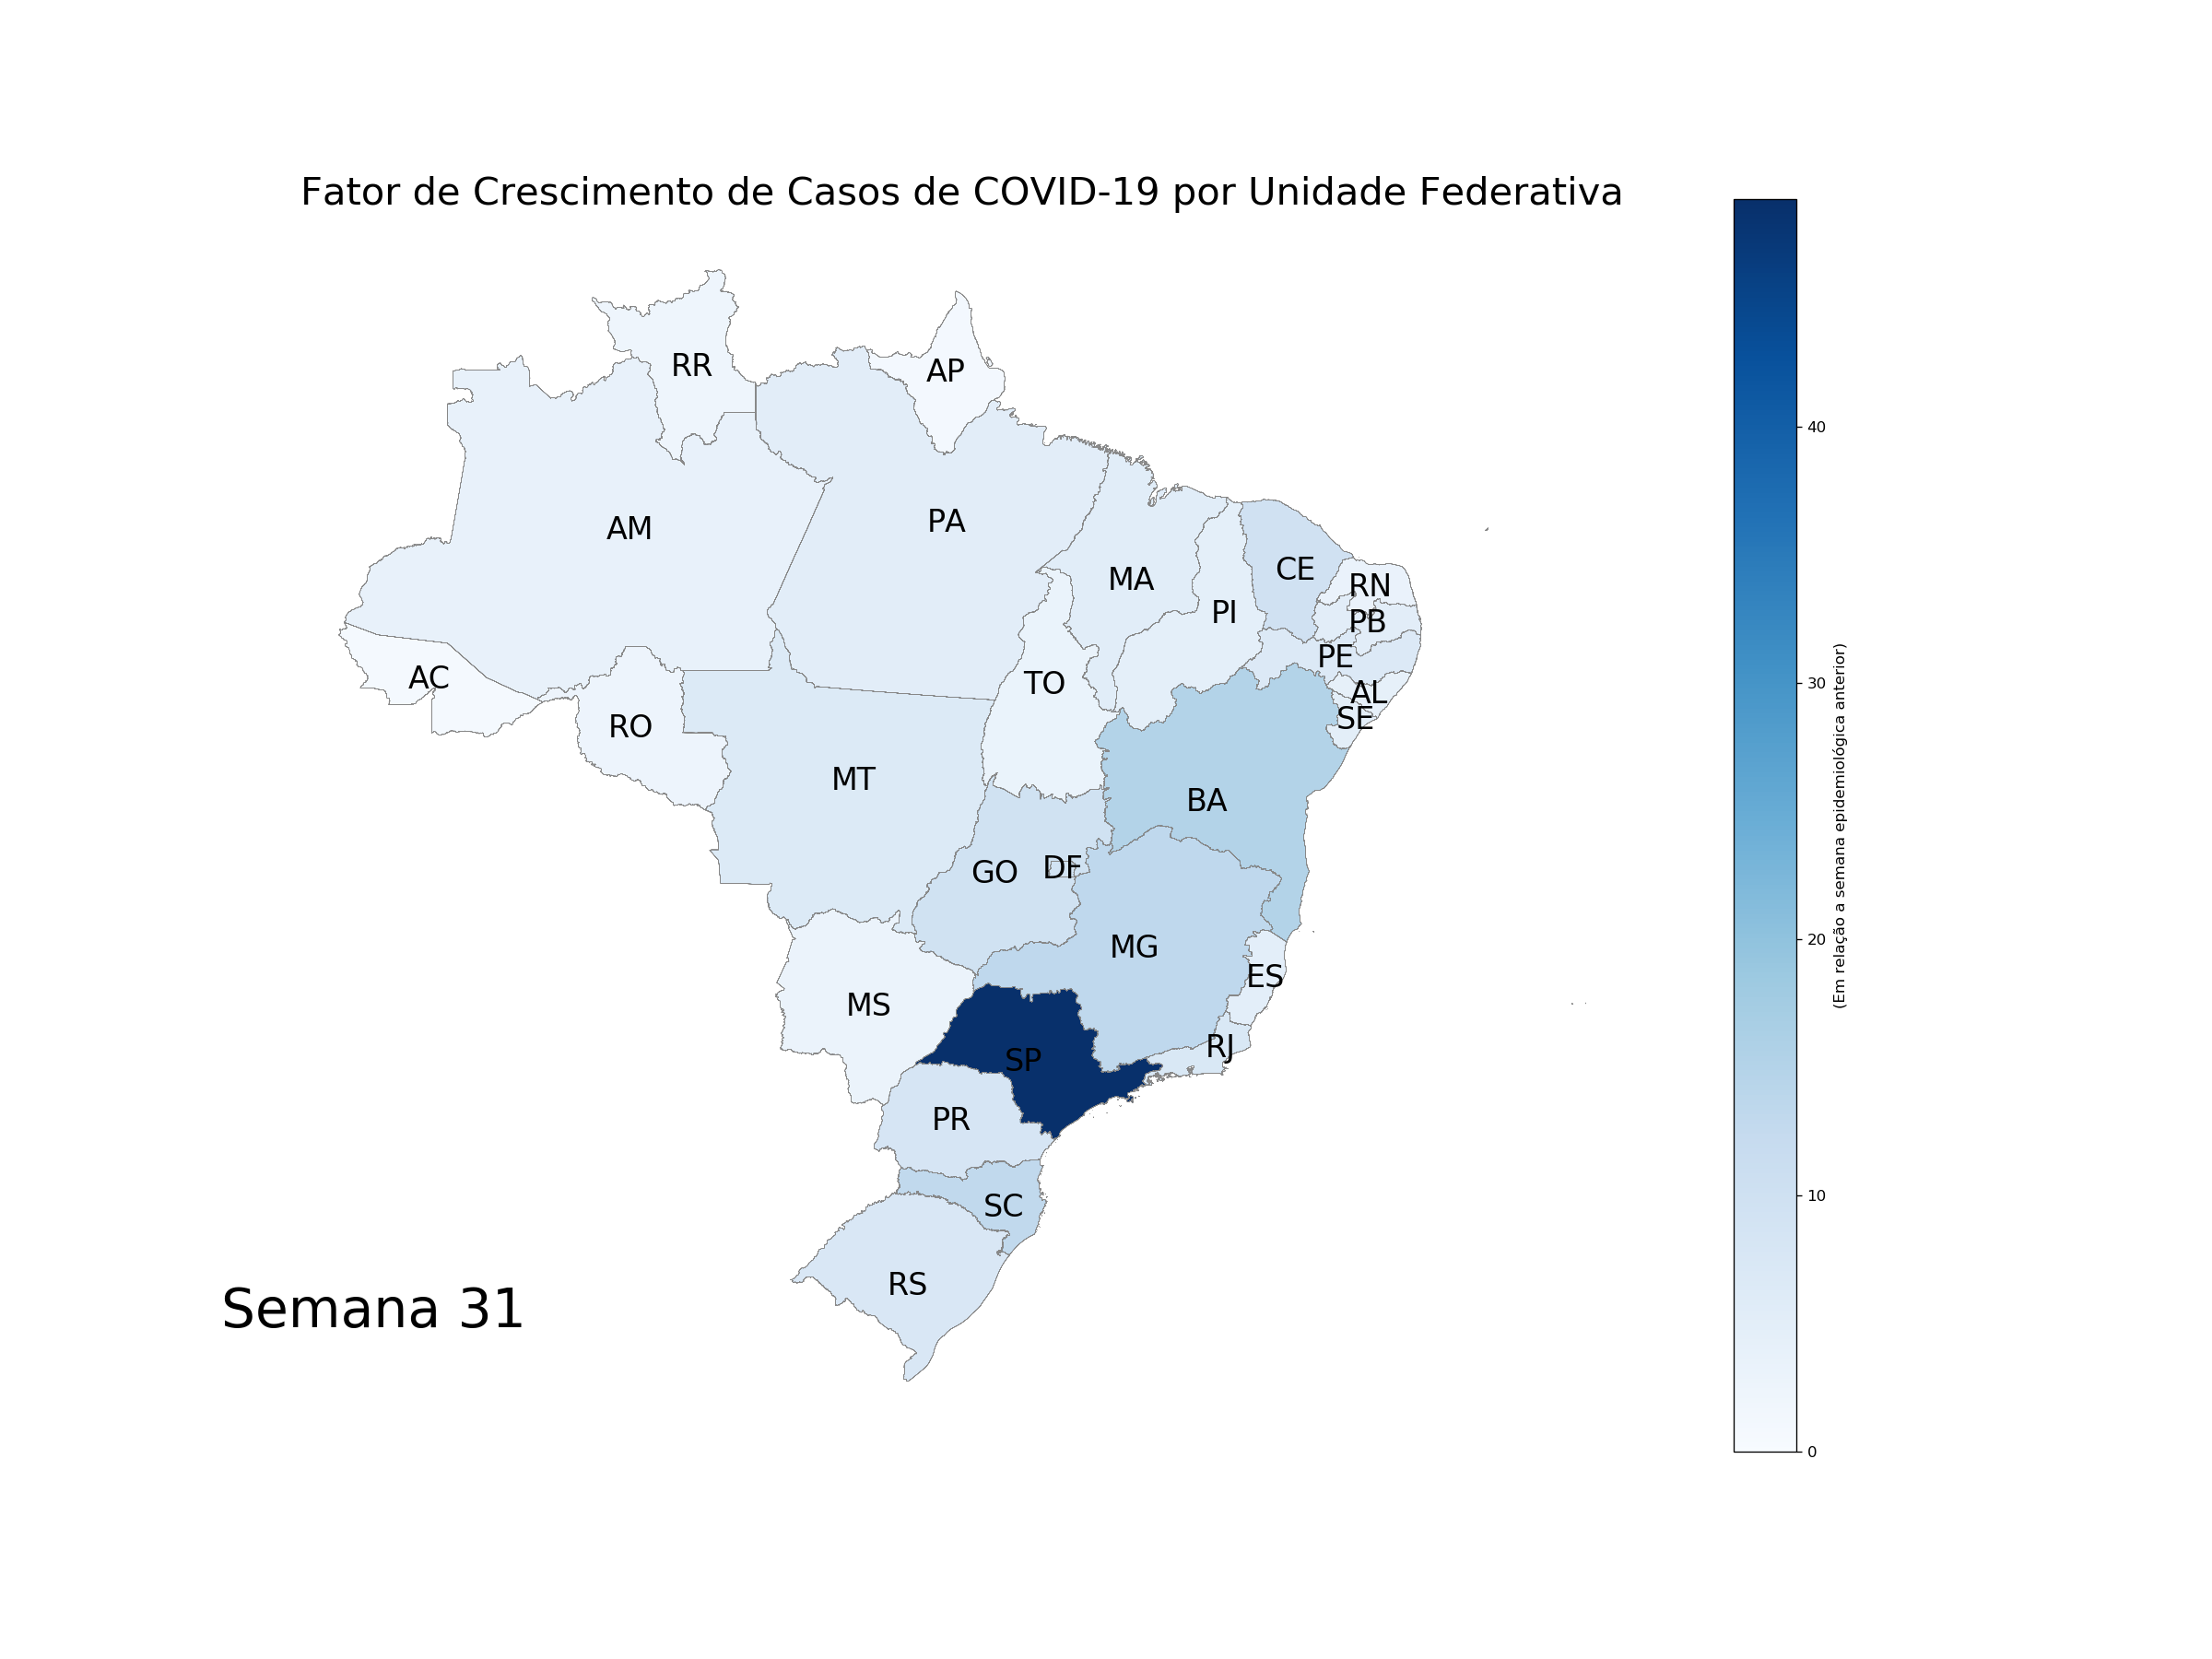 Fator de Crescimento de Casos de COVID-19 por Unidade Federativa
RR
AP
AM
PA
CE
MA
RN
PI
PB
PE
AC
TO
AL
SE
RO
MT
BA
DF
GO
MG
ES
MS
RJ
SP
PR
SC
RS
Semana 31
40
30
20
10
0
(Em relação a semana epidemiológica anterior)